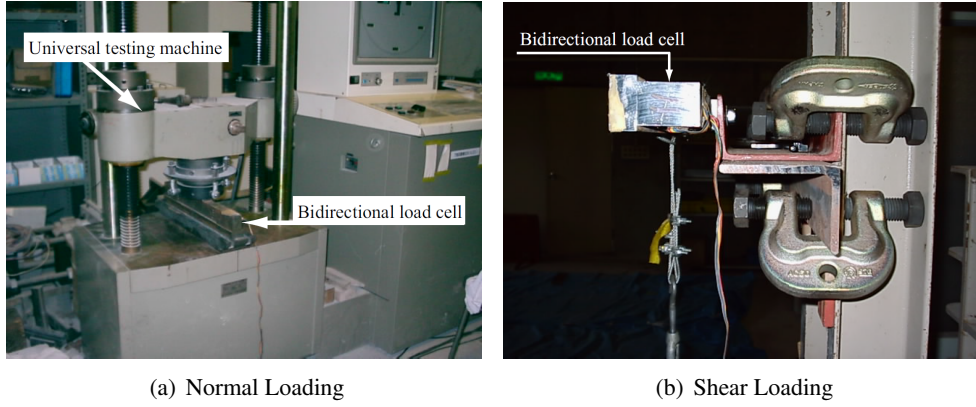 Universal testing machine
Bidirectional load cell
Bidirectional load cell
(a) Normal Loading
(b) Shear Loading